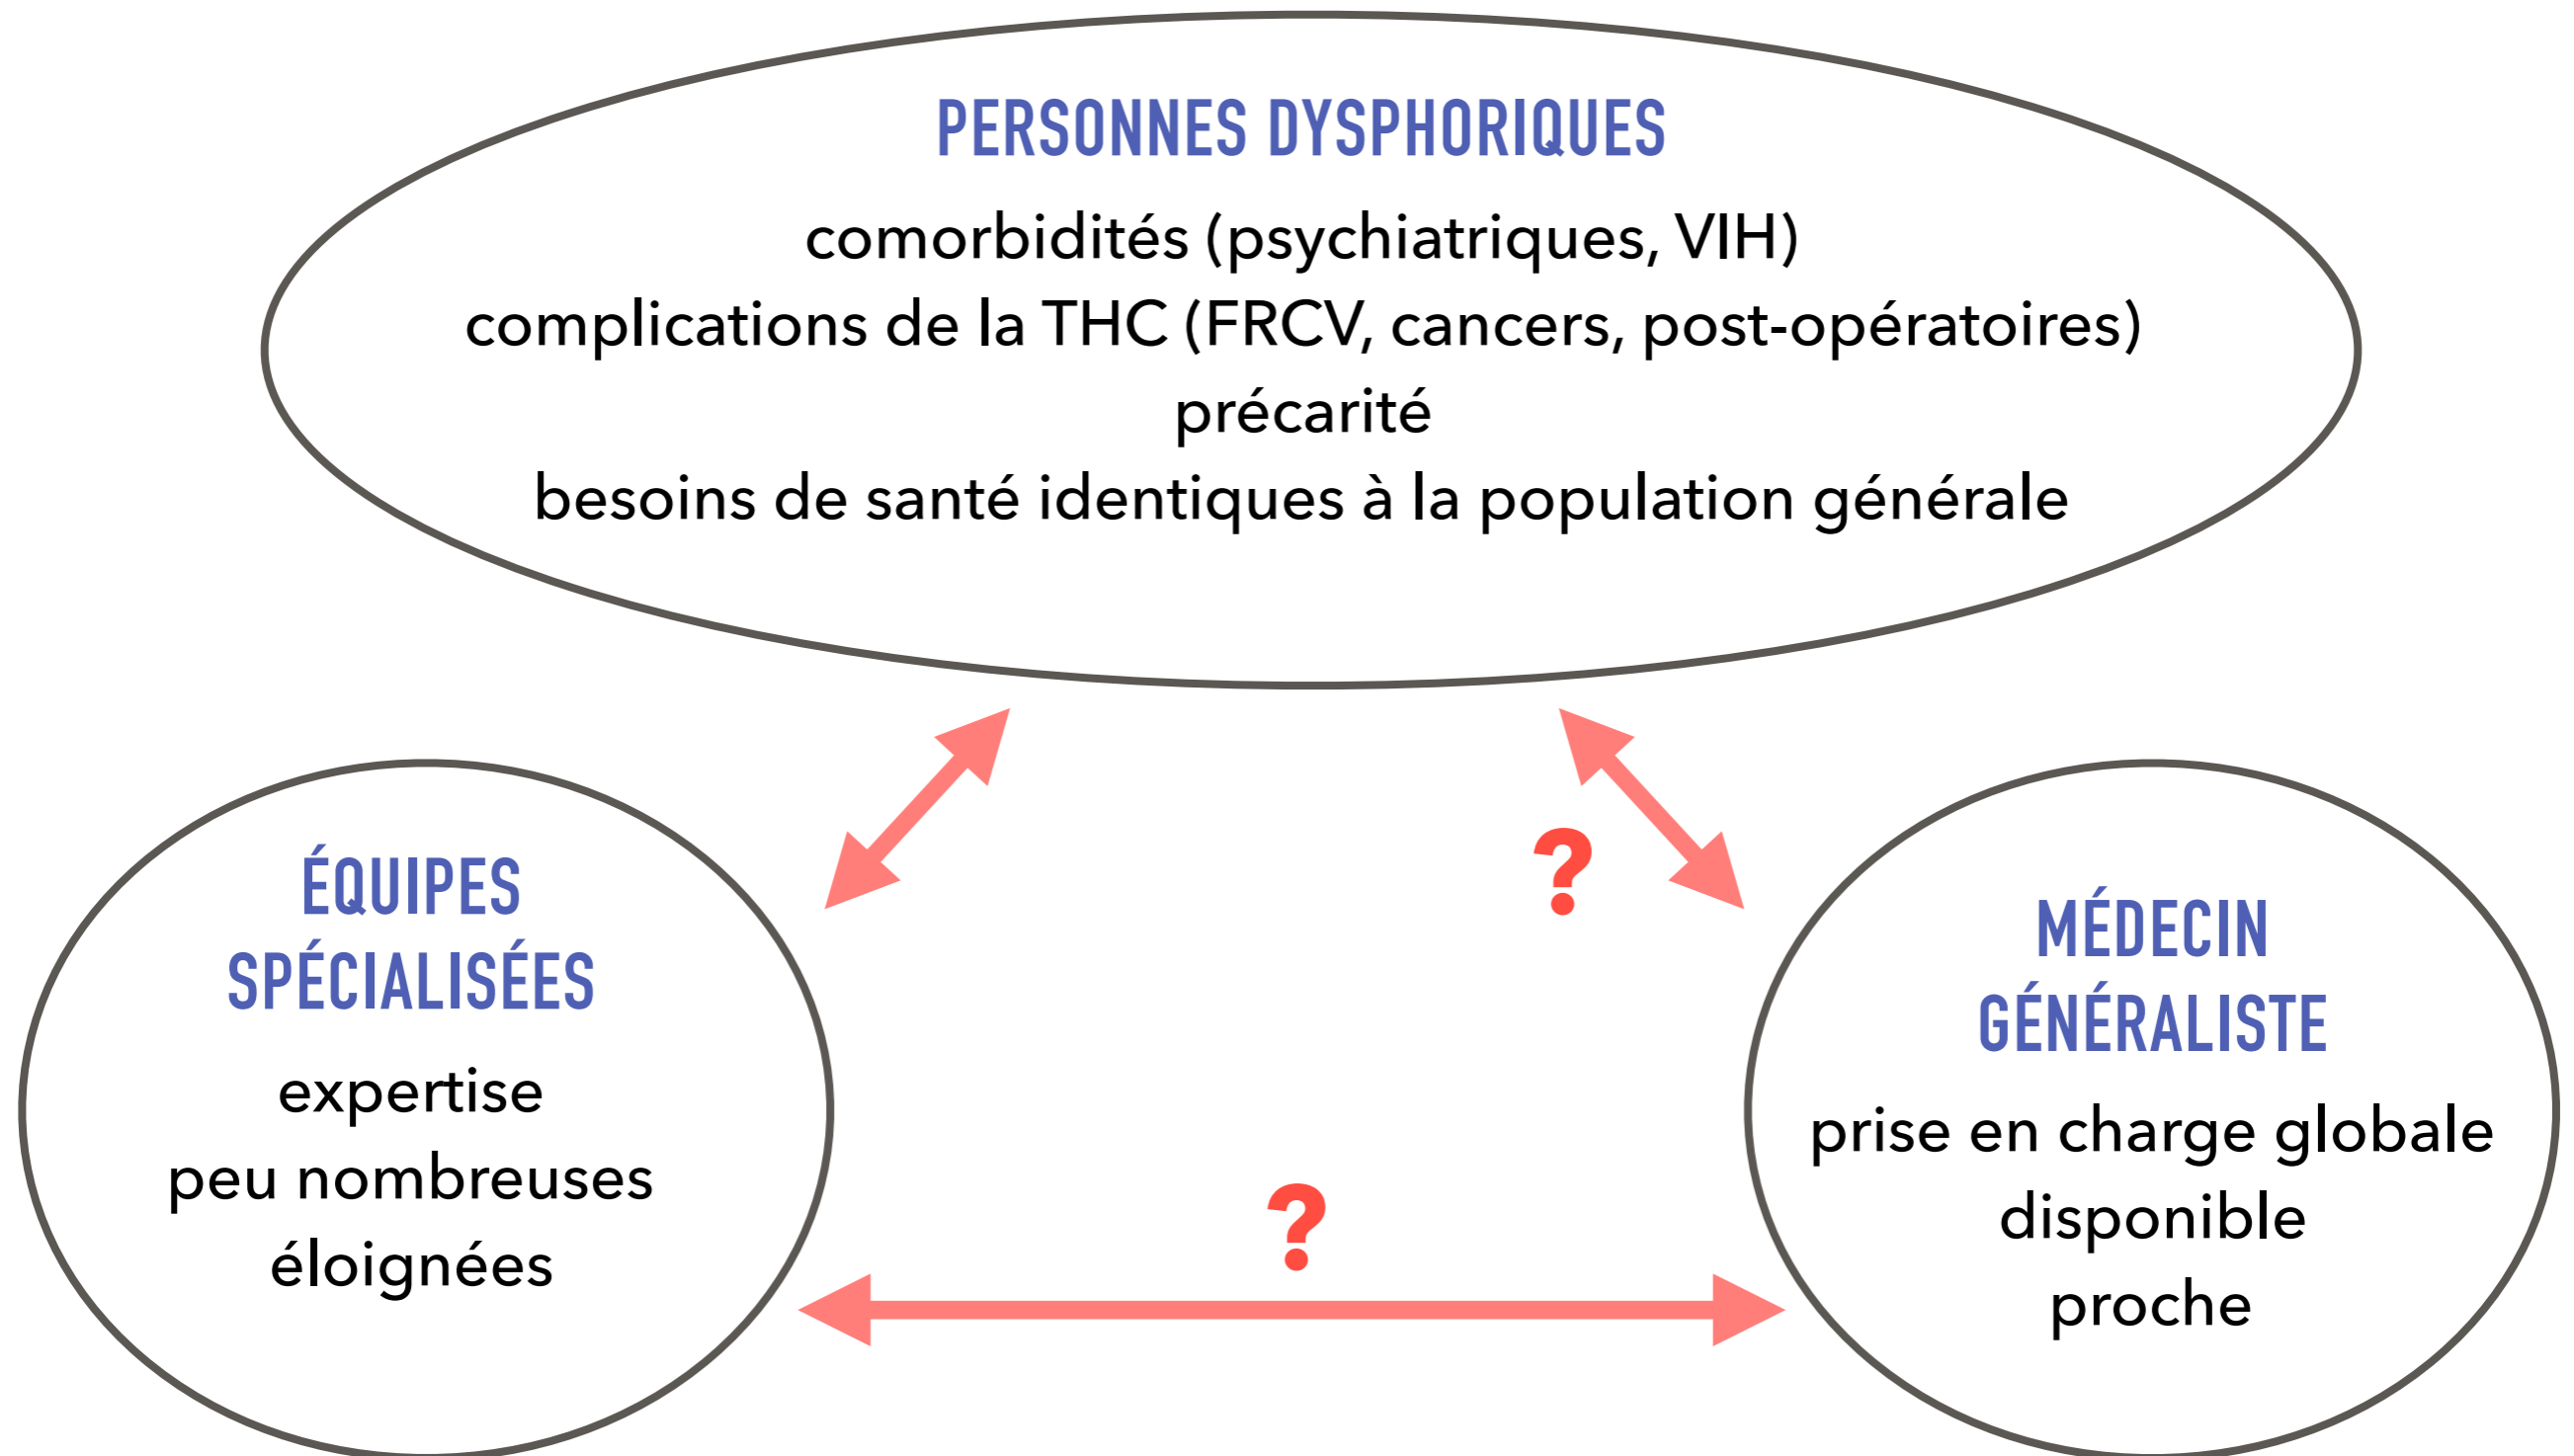 PERSONNES DYSPHORIQUES
comorbidités (psychiatriques, VIH)
complications de la THC (FRCV, cancers, post-opératoires)
précarité
besoins de santé identiques à la population générale
?
ÉQUIPES
SPÉCIALISÉES
expertise
peu nombreuses
éloignées
?
MÉDECIN
GÉNÉRALISTE
prise en charge globale
disponible
proche